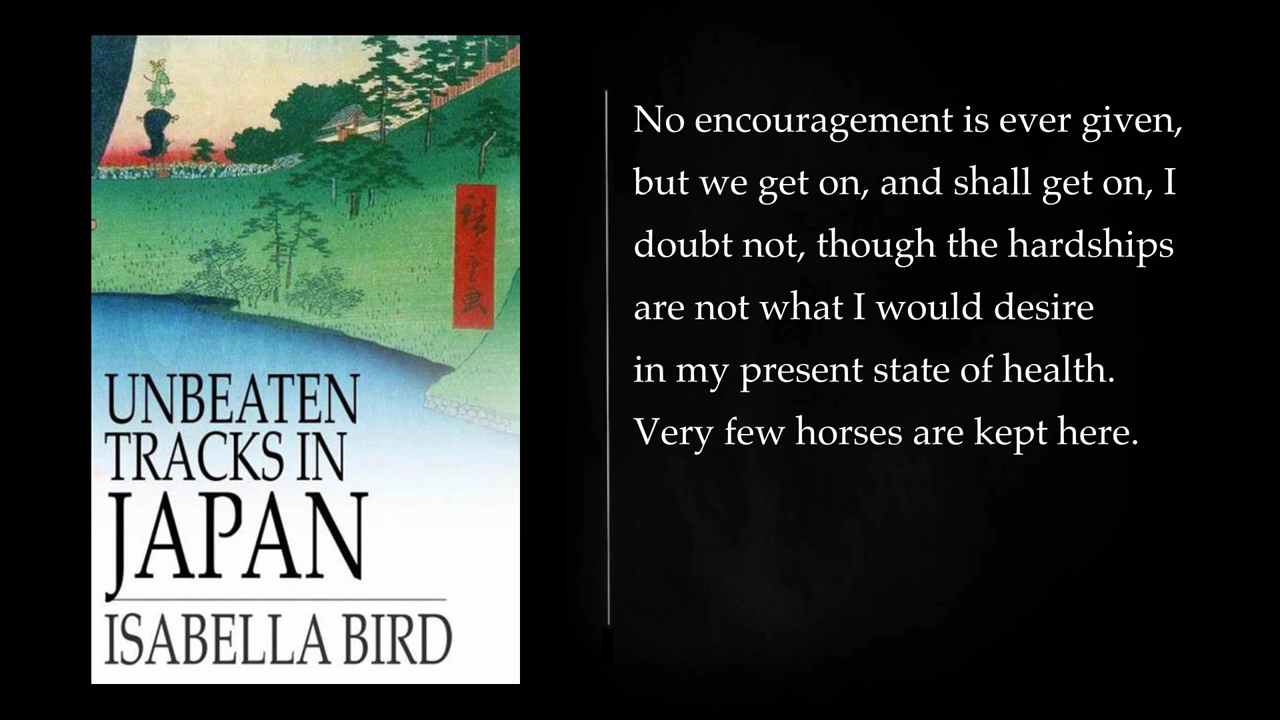 UNBEATEN
TRACKS IN
JAPAN
ISABELLA BIRD
No encouragement is ever given,
but we get on, and shall get on, I
doubt not, though the hardships
are not what I would desire
in my present state of health.
Very few horses are kept here.